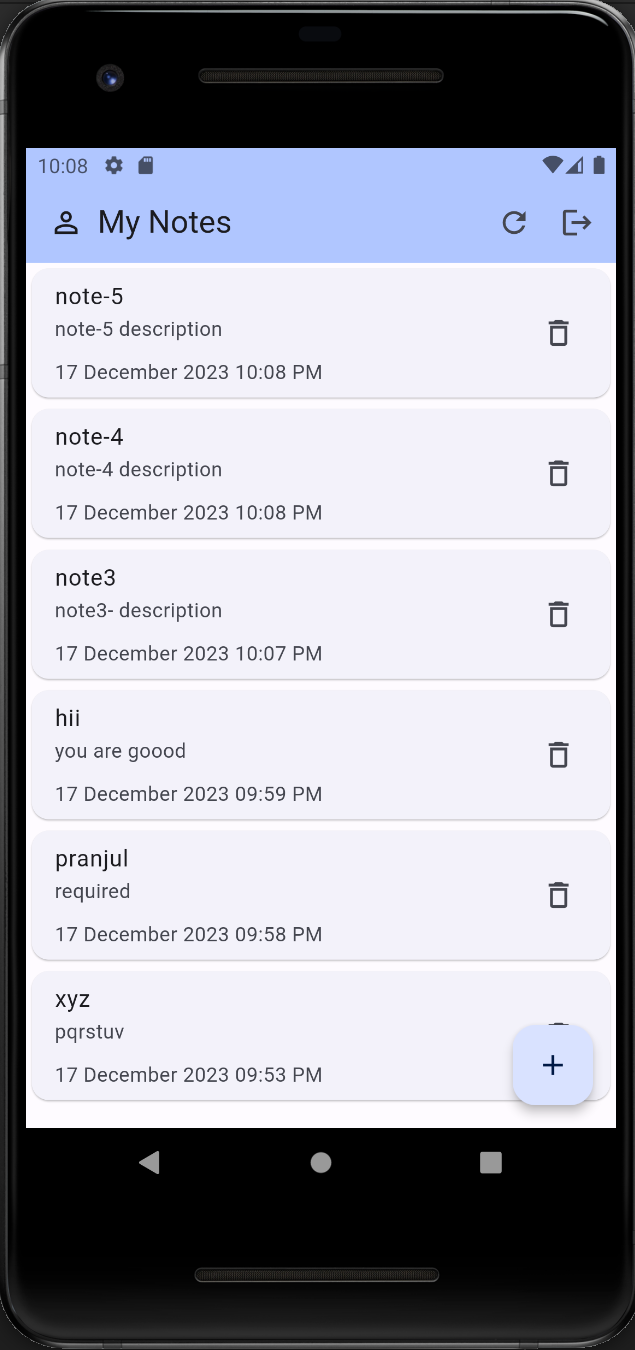 10:08
My Notes
note-5
note-5 description
17 December 2023 10:08 PM
note-4
note-4 description
17 December 2023 10:08 PM
note3
note3- description
17 December 2023 10:07 PM
hii
you are goood
17 December 2023 09:59 PM
pranjul
required
17 December 2023 09:58 PM
xyz
pqrstuv
17 December 2023 09:53 PM